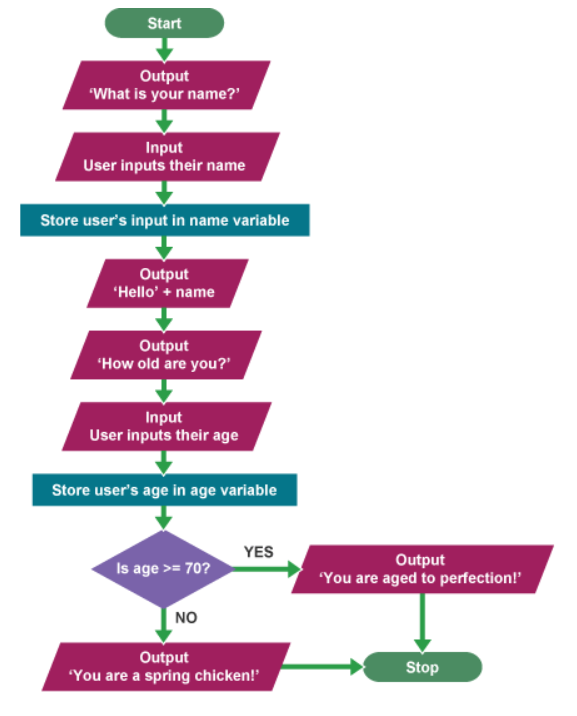 Start
Output
‘What is your name?’
Input
User inputs their name
Store user’s input in name variable
Output
‘Hello’ + name
Output
‘How old are you?’
Input
User inputs their age
Store user’s age in age variable
Is age >= 70?
YES
Output
‘You are aged to perfection!’
NO
Output
‘You are a spring chicken!’
Stop